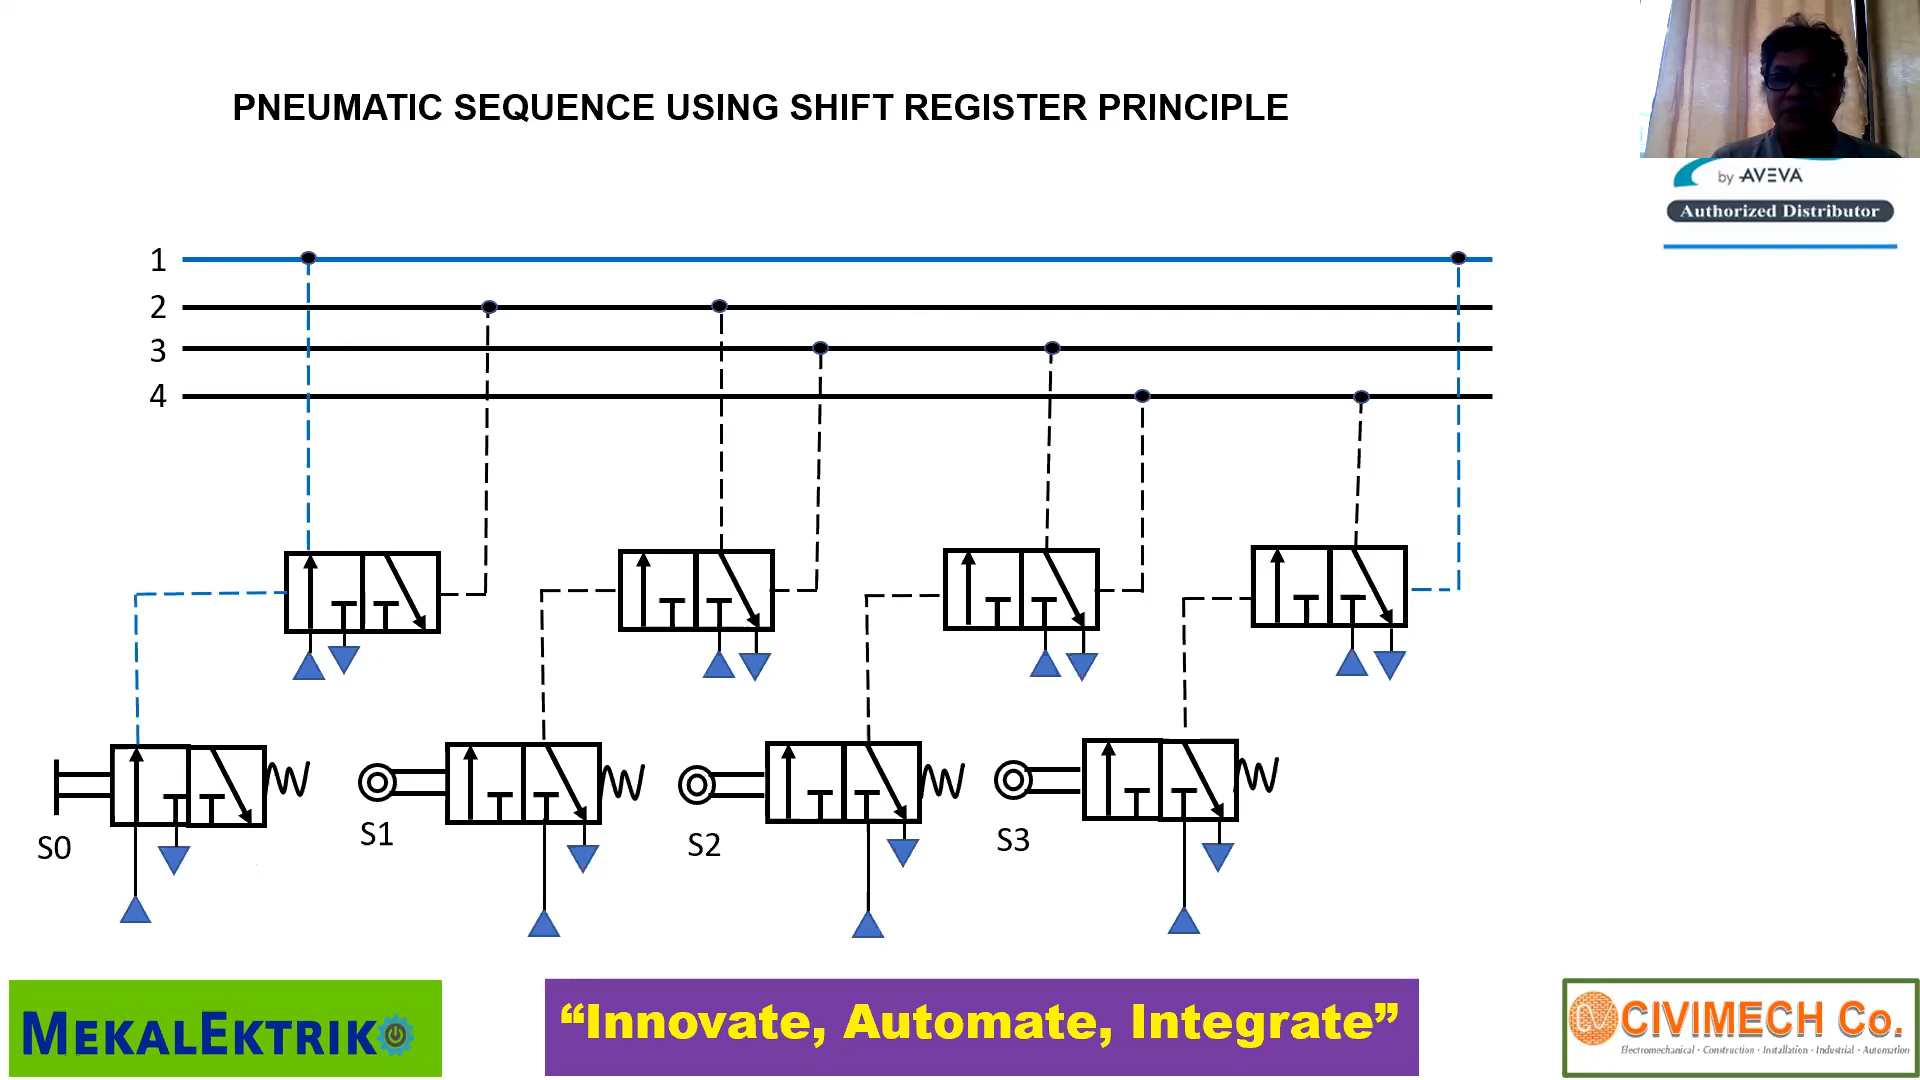 PNEUMATIC SEQUENCE USING SHIFT REGISTER PRINCIPLE
by AVEVA
Authorized Distributor
1
2
3
4
S0
S1
S2
S3
MEKALEKTRIKO
“Innovate, Automate, Integrate”
CIVIMECH Co.
Electromechanical · Construction · Installation · Industrial · Automation